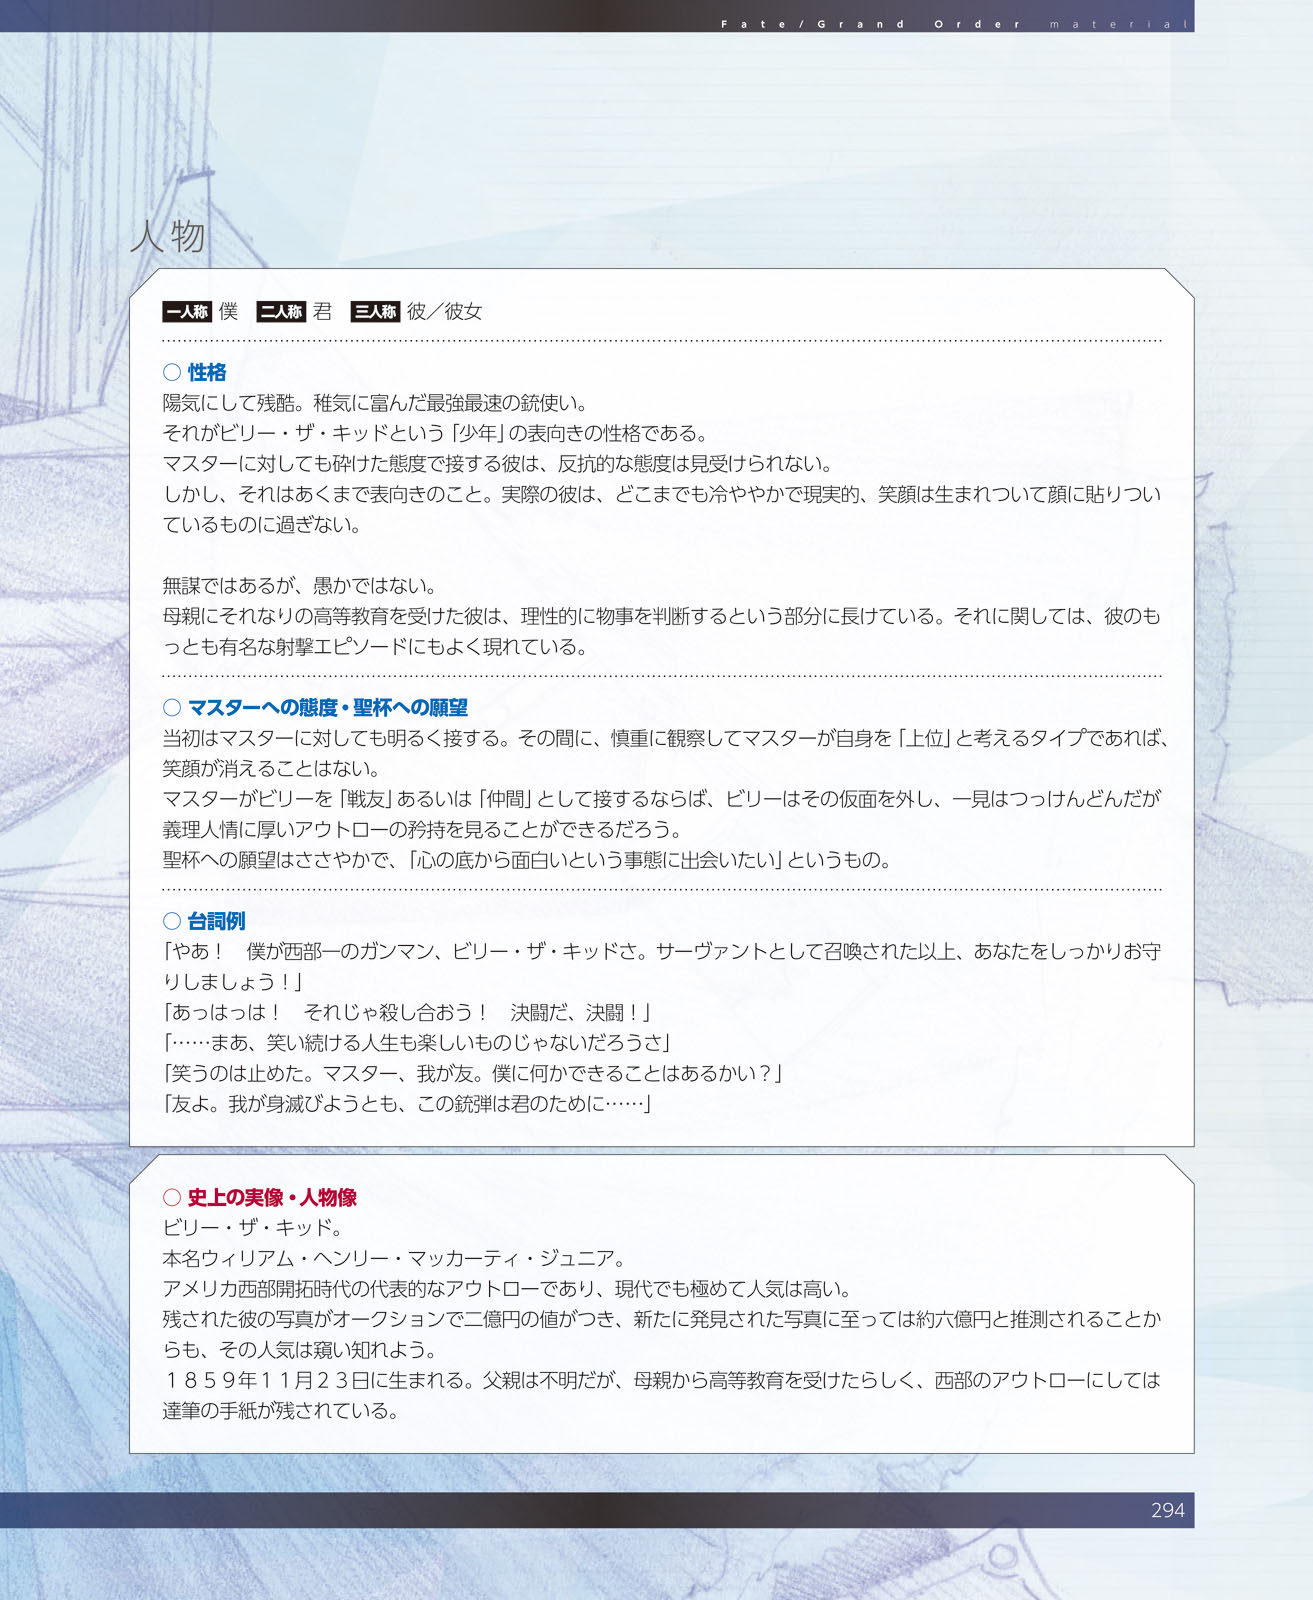 Fate/Grand Order material
人物
一人称 僕 二人称 君 三人称 彼／彼女
○ 性格
陽気にして残酷。稚気に富んだ最強最速の銃使い。
それがビリー・ザ・キッドという「少年」の表向きの性格である。
マスターに対しても砕けた態度で接する彼は、反抗的な態度は見受けられない。
しかし、それはあくまで表向きのこと。実際の彼は、どこまでも冷ややかで現実的、笑顔は生まれついて顔に貼りつい
ているものに過ぎない。
無謀ではあるが、愚かではない。
母親にそれなりの高等教育を受けた彼は、理性的に物事を判断するという部分に長けている。それに関しては、彼のも
っとも有名な射撃エピソードにもよく現れている。
○ マスターへの態度・聖杯への願望
当初はマスターに対しても明るく接する。その間に、慎重に観察してマスターが自身を「上位」と考えるタイプであれば、
笑顔が消えることはない。
マスターがビリーを「戦友」あるいは「仲間」として接するならば、ビリーはその仮面を外し、一見はつっけんどんだが
義理人情に厚いアウトローの矜持を見ることができるだろう。
聖杯への願望はささやかで、「心の底から面白いという事態に出会いたい」というもの。
○ 台詞例
「やあ！　僕が西部一のガンマン、ビリー・ザ・キッドさ。サーヴァントとして召喚された以上、あなたをしっかりお守
りしましょう！」
「あっはっは！　それじゃ殺し合おう！　決闘だ、決闘！」
「……まあ、笑い続ける人生も楽しいものじゃないだろうさ」
「笑うのは止めた。マスター、我が友。僕に何かできることはあるかい？」
「友よ。我が身滅びようとも、この銃弾は君のために……」
○ 史上の実像・人物像
ビリー・ザ・キッド。
本名ウィリアム・ヘンリー・マッカーティ・ジュニア。
アメリカ西部開拓時代の代表的なアウトローであり、現代でも極めて人気は高い。
残された彼の写真がオークションで二億円の値がつき、新たに発見された写真に至っては約六億円と推測されることか
らも、その人気は窺い知れよう。
１８５９年１１月２３日に生まれる。父親は不明だが、母親から高等教育を受けたらしく、西部のアウトローにしては
達筆の手紙が残されている。
294